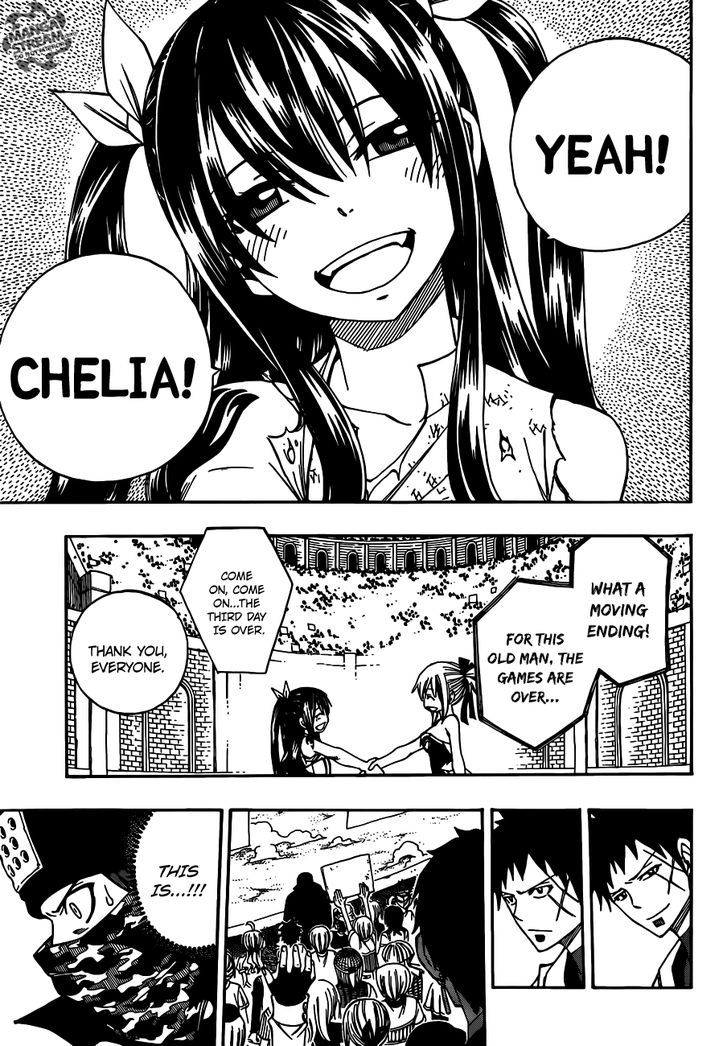 YEAH!
CHELIA!
WHAT A
MOVING
ENDING!
FOR THIS
OLD MAN, THE
GAMES ARE
OVER...
COME
ON, COME
ON...THE
THIRD DAY
IS OVER.
THANK YOU,
EVERYONE.
THIS
IS...!!!
MANGA
STREAM